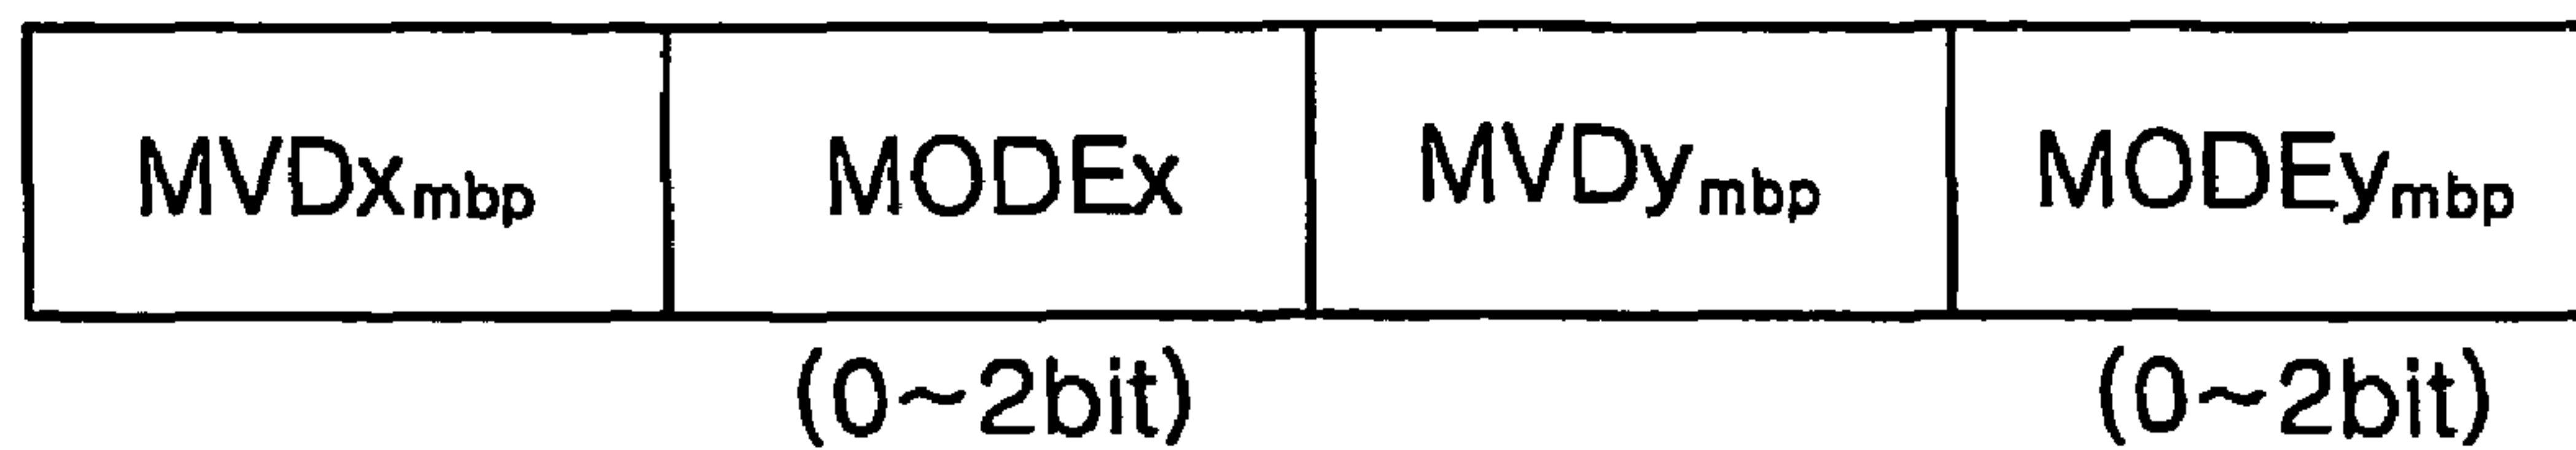 MVDxmbp MODEx MVDymbp MODEymbp
(0~2bit) (0~2bit)